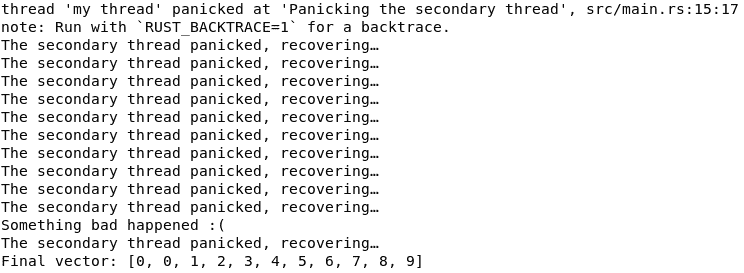 thread 'my thread' panicked at 'Panicking the secondary thread', src/main.rs:15:17
note: Run with `RUST_BACKTRACE=1` for a backtrace.
The secondary thread panicked, recovering…
The secondary thread panicked, recovering…
The secondary thread panicked, recovering…
The secondary thread panicked, recovering…
The secondary thread panicked, recovering…
The secondary thread panicked, recovering…
The secondary thread panicked, recovering…
The secondary thread panicked, recovering…
The secondary thread panicked, recovering…
The secondary thread panicked, recovering…
Something bad happened :(
The secondary thread panicked, recovering…
Final vector: [0, 0, 1, 2, 3, 4, 5, 6, 7, 8, 9]